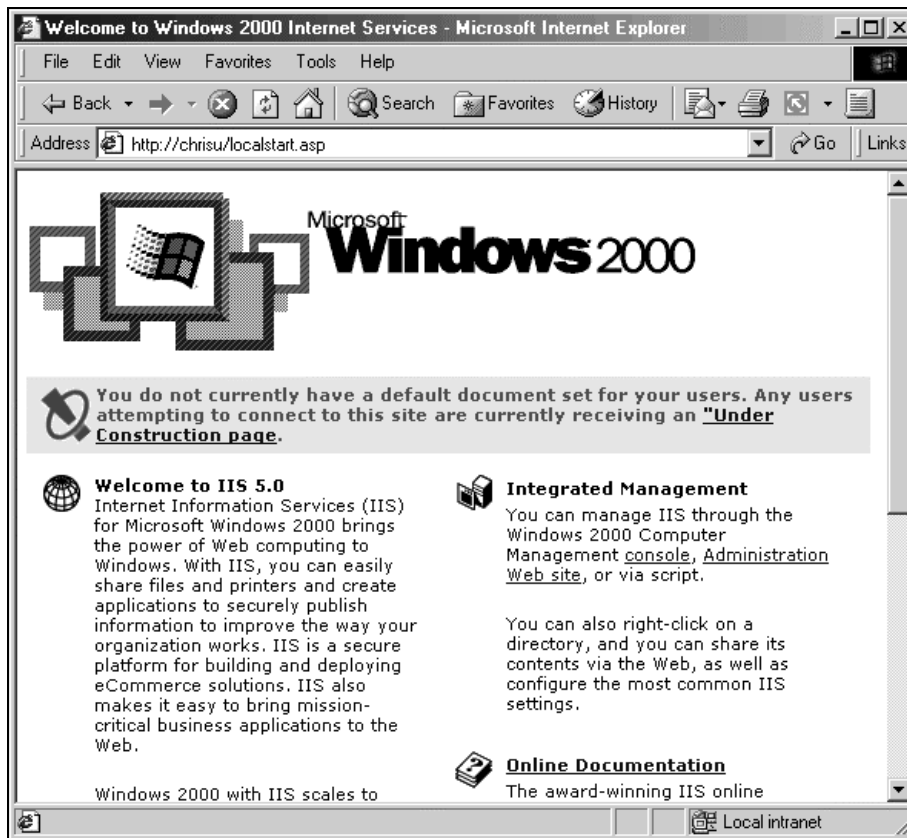 Welcome to Windows 2000 Internet Services - Microsoft Internet Explorer
File Edit View Favorites Tools Help
Back Search Favorites History
Address http://chrisu/localstart.asp Go Links
Microsoft
Windows 2000
You do not currently have a default document set for your users. Any users
attempting to connect to this site are currently receiving an "Under
Construction page.
Welcome to IIS 5.0
Internet Information Services (IIS)
for Microsoft Windows 2000 brings
the power of Web computing to
Windows. With IIS, you can easily
share files and printers and create
applications to securely publish
information to improve the way your
organization works. IIS is a secure
platform for building and deploying
eCommerce solutions. IIS also
makes it easy to bring mission-
critical business applications to the
Web.
Windows 2000 with IIS scales to
Integrated Management
You can manage IIS through the
Windows 2000 Computer
Management console, Administration
Web site, or via script.
You can also right-click on a
directory, and you can share its
contents via the Web, as well as
configure the most common IIS
settings.
Online Documentation
The award-winning IIS online
Local intranet